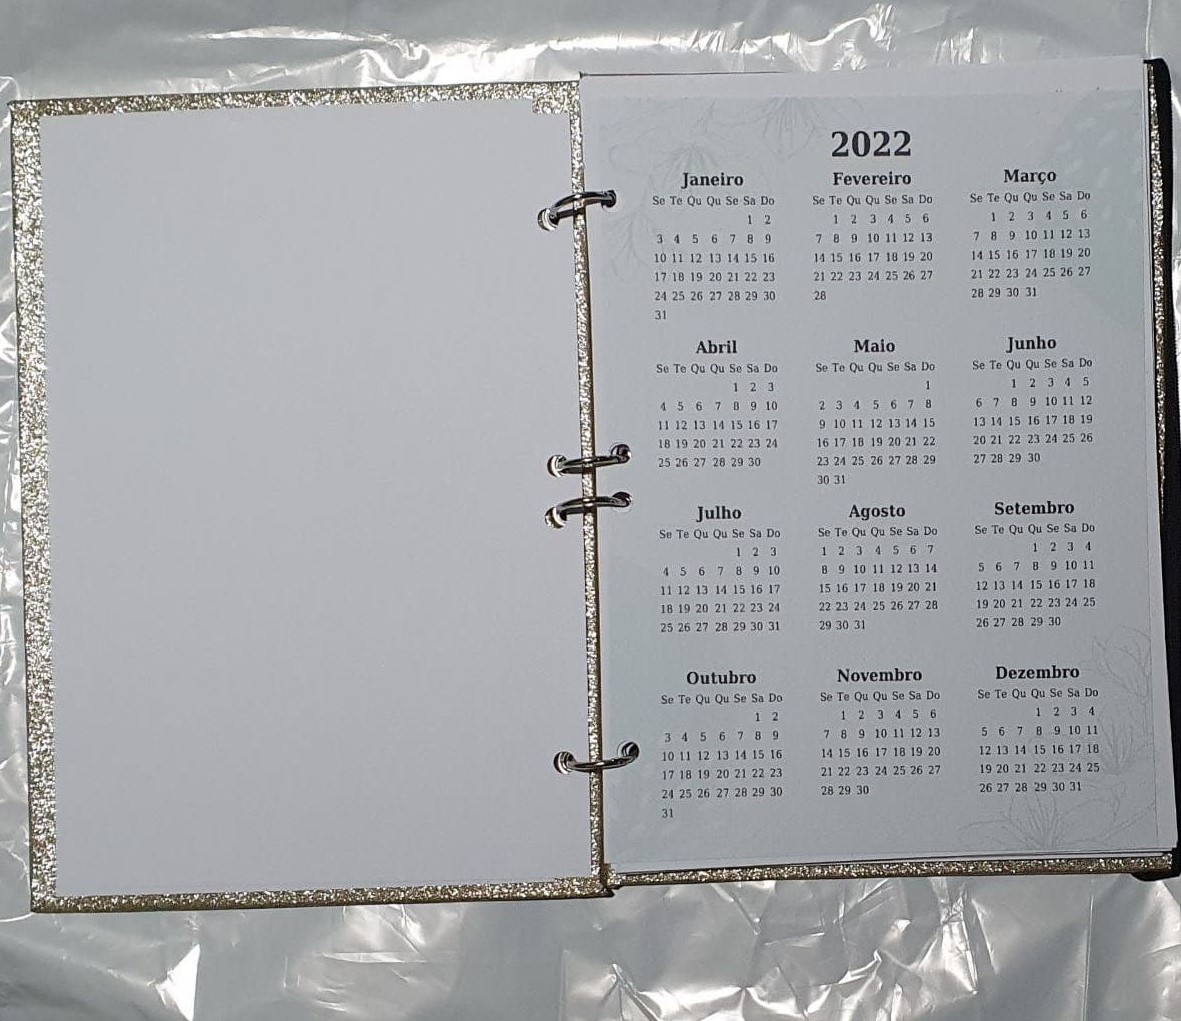 2022
Janeiro
Se Te Qu Qu Se Sa Do
1 2
3 4 5 6 7 8 9
10 11 12 13 14 15 16
17 18 19 20 21 22 23
24 25 26 27 28 29 30
31
Fevereiro
Se Te Qu Qu Se Sa Do
1 2 3 4 5 6
7 8 9 10 11 12 13
14 15 16 17 18 19 20
21 22 23 24 25 26 27
28
Março
Se Te Qu Qu Se Sa Do
1 2 3 4 5 6
7 8 9 10 11 12 13
14 15 16 17 18 19 20
21 22 23 24 25 26 27
28 29 30 31
Abril
Se Te Qu Qu Se Sa Do
1 2 3
4 5 6 7 8 9 10
11 12 13 14 15 16 17
18 19 20 21 22 23 24
25 26 27 28 29 30
Maio
Se Te Qu Qu Se Sa Do
1
2 3 4 5 6 7 8
9 10 11 12 13 14 15
16 17 18 19 20 21 22
23 24 25 26 27 28 29
30 31
Junho
Se Te Qu Qu Se Sa Do
1 2 3 4 5
6 7 8 9 10 11 12
13 14 15 16 17 18 19
20 21 22 23 24 25 26
27 28 29 30
Julho
Se Te Qu Qu Se Sa Do
1 2 3
4 5 6 7 8 9 10
11 12 13 14 15 16 17
18 19 20 21 22 23 24
25 26 27 28 29 30 31
Agosto
Se Te Qu Qu Se Sa Do
1 2 3 4 5 6 7
8 9 10 11 12 13 14
15 16 17 18 19 20 21
22 23 24 25 26 27 28
29 30 31
Setembro
Se Te Qu Qu Se Sa Do
1 2 3 4
5 6 7 8 9 10 11
12 13 14 15 16 17 18
19 20 21 22 23 24 25
26 27 28 29 30
Outubro
Se Te Qu Qu Se Sa Do
1 2
3 4 5 6 7 8 9
10 11 12 13 14 15 16
17 18 19 20 21 22 23
24 25 26 27 28 29 30
31
Novembro
Se Te Qu Qu Se Sa Do
1 2 3 4 5 6
7 8 9 10 11 12 13
14 15 16 17 18 19 20
21 22 23 24 25 26 27
28 29 30
Dezembro
Se Te Qu Qu Se Sa Do
1 2 3 4
5 6 7 8 9 10 11
12 13 14 15 16 17 18
19 20 21 22 23 24 25
26 27 28 29 30 31